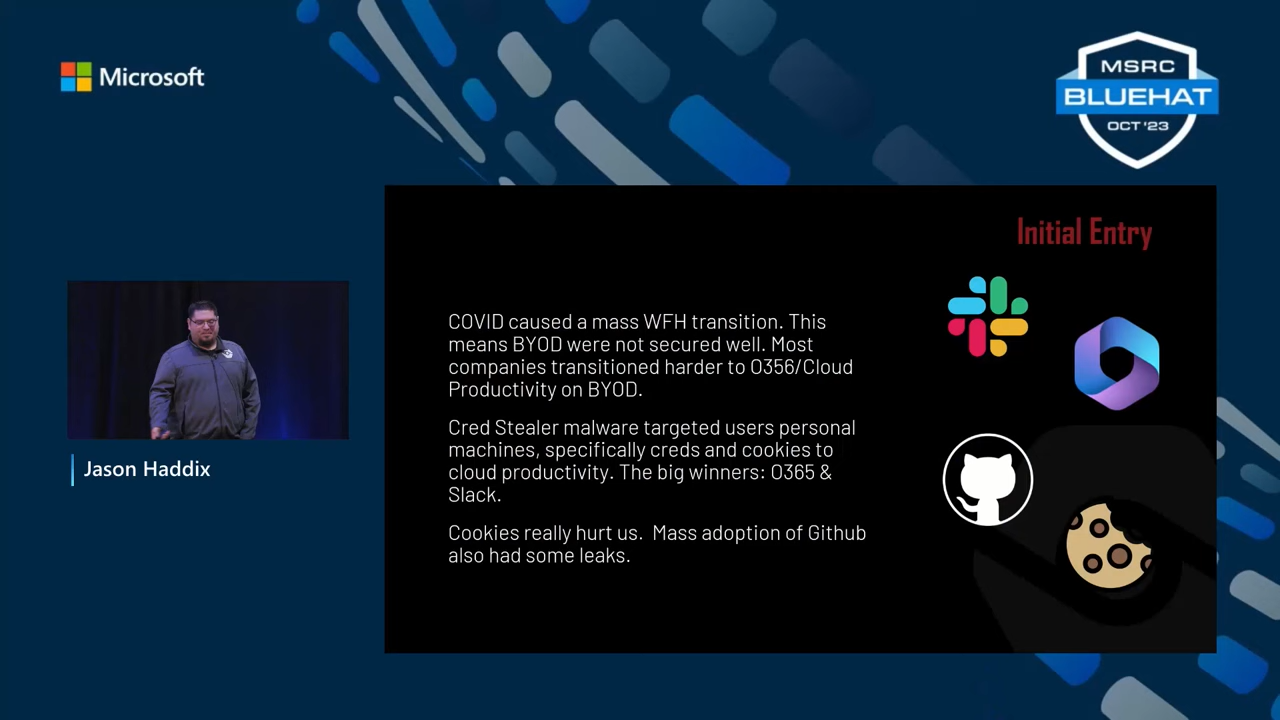 Microsoft
MSRC
BLUEHAT
OCT '23
Initial Entry
COVID caused a mass WFH transition. This
means BYOD were not secured well. Most
companies transitioned harder to O356/Cloud
Productivity on BYOD.
Cred Stealer malware targeted users personal
machines, specifically creds and cookies to
cloud productivity. The big winners: O365 &
Slack.
Cookies really hurt us. Mass adoption of Github
also had some leaks.
Jason Haddix